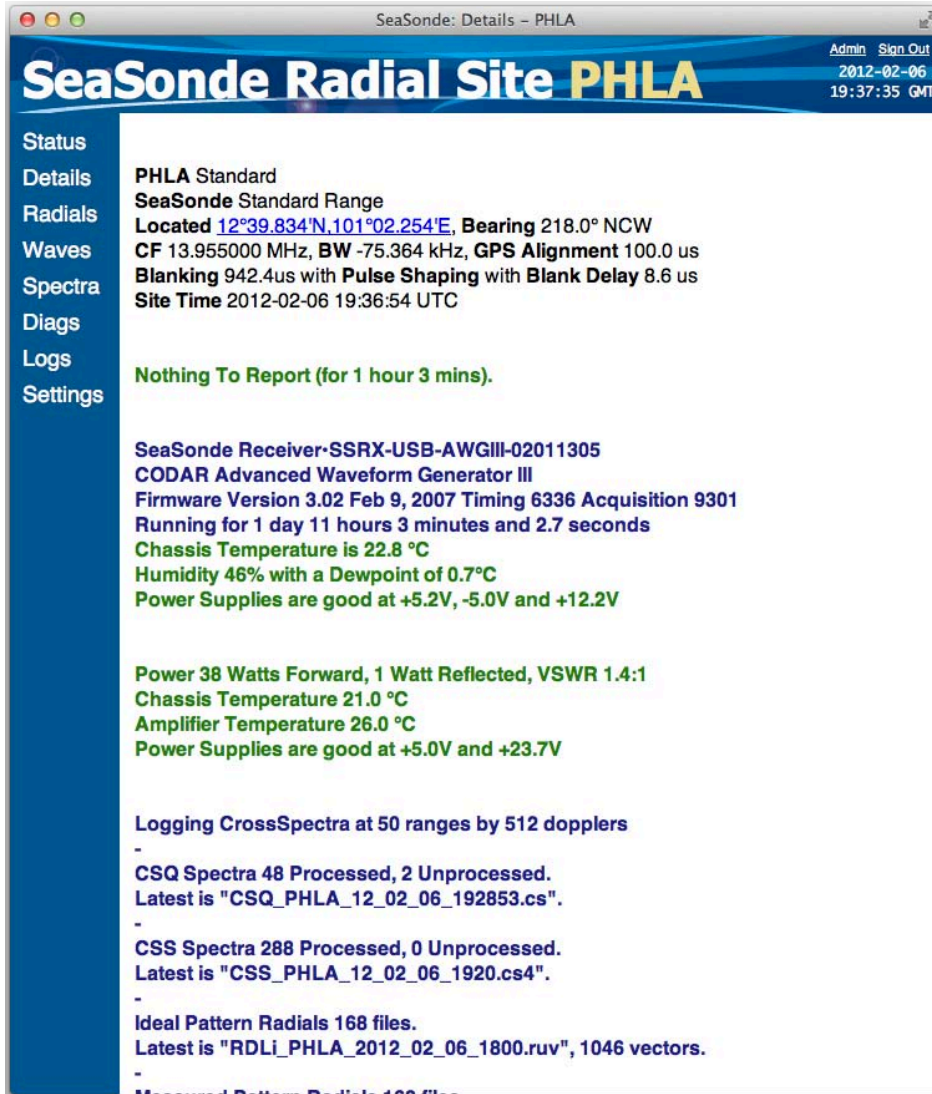 SeaSonde: Details – PHLA
Admin Sign Out
SeaSonde Radial Site PHLA
2012-02-06
19:37:35 GMT
Status
Details
Radials
Waves
Spectra
Diags
Logs
Settings
PHLA Standard
SeaSonde Standard Range
Located 12°39.834'N,101°02.254'E, Bearing 218.0° NCW
CF 13.955000 MHz, BW -75.364 kHz, GPS Alignment 100.0 us
Blanking 942.4us with Pulse Shaping with Blank Delay 8.6 us
Site Time 2012-02-06 19:36:54 UTC
Nothing To Report (for 1 hour 3 mins).
SeaSonde Receiver•SSRX-USB-AWGIII-02011305
CODAR Advanced Waveform Generator III
Firmware Version 3.02 Feb 9, 2007 Timing 6336 Acquisition 9301
Running for 1 day 11 hours 3 minutes and 2.7 seconds
Chassis Temperature is 22.8 °C
Humidity 46% with a Dewpoint of 0.7°C
Power Supplies are good at +5.2V, -5.0V and +12.2V
Power 38 Watts Forward, 1 Watt Reflected, VSWR 1.4:1
Chassis Temperature 21.0 °C
Amplifier Temperature 26.0 °C
Power Supplies are good at +5.0V and +23.7V
Logging CrossSpectra at 50 ranges by 512 dopplers
-
CSQ Spectra 48 Processed, 2 Unprocessed.
Latest is "CSQ_PHLA_12_02_06_192853.cs".
-
CSS Spectra 288 Processed, 0 Unprocessed.
Latest is "CSS_PHLA_12_02_06_1920.cs4".
-
Ideal Pattern Radials 168 files.
Latest is "RDLi_PHLA_2012_02_06_1800.ruv", 1046 vectors.
-
Measured Pattern Radials